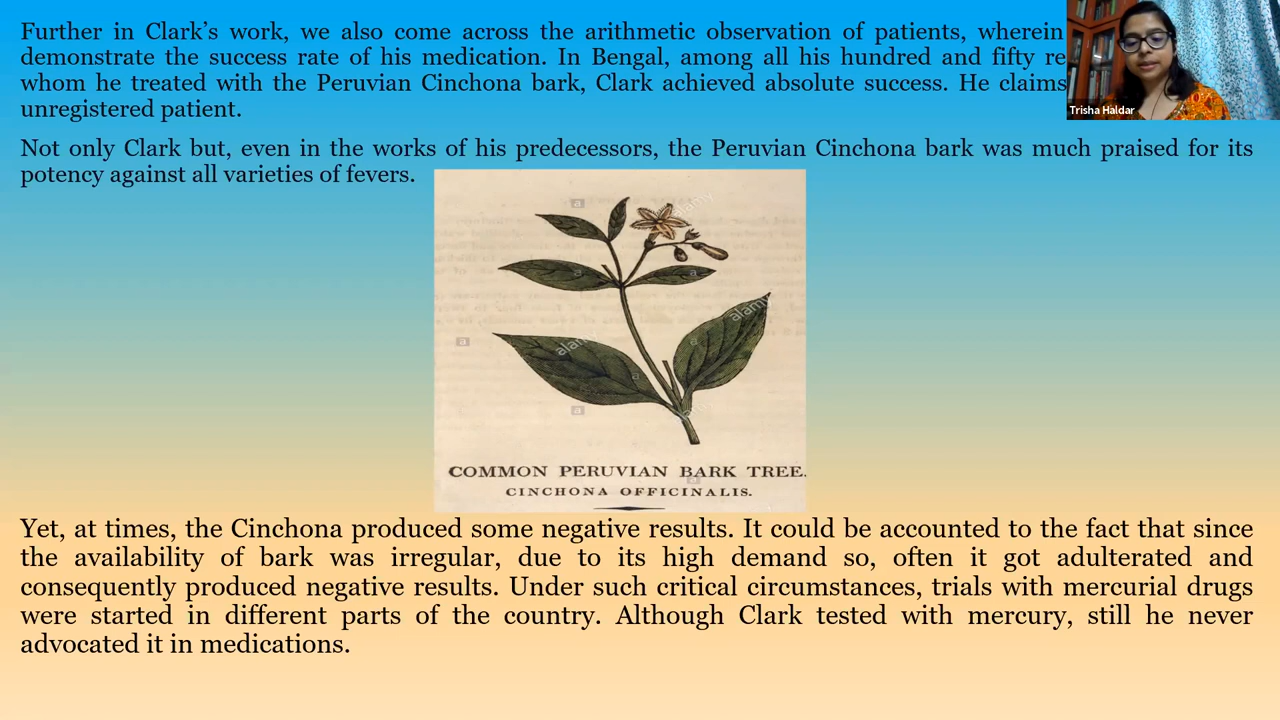 Further in Clark’s work, we also come across the arithmetic observation of patients, wherein
demonstrate the success rate of his medication. In Bengal, among all his hundred and fifty re
whom he treated with the Peruvian Cinchona bark, Clark achieved absolute success. He claims
unregistered patient.
Trisha Haldar
Not only Clark but, even in the works of his predecessors, the Peruvian Cinchona bark was much praised for its
potency against all varieties of fevers.
a
alamy
a
a
alamy
a
a
alamy
a
a
COMMON PERUVIAN BARK TREE.
a
CINCHONA OFFICINALIS.
Yet, at times, the Cinchona produced some negative results. It could be accounted to the fact that since
the availability of bark was irregular, due to its high demand so, often it got adulterated and
consequently produced negative results. Under such critical circumstances, trials with mercurial drugs
were started in different parts of the country. Although Clark tested with mercury, still he never
advocated it in medications.